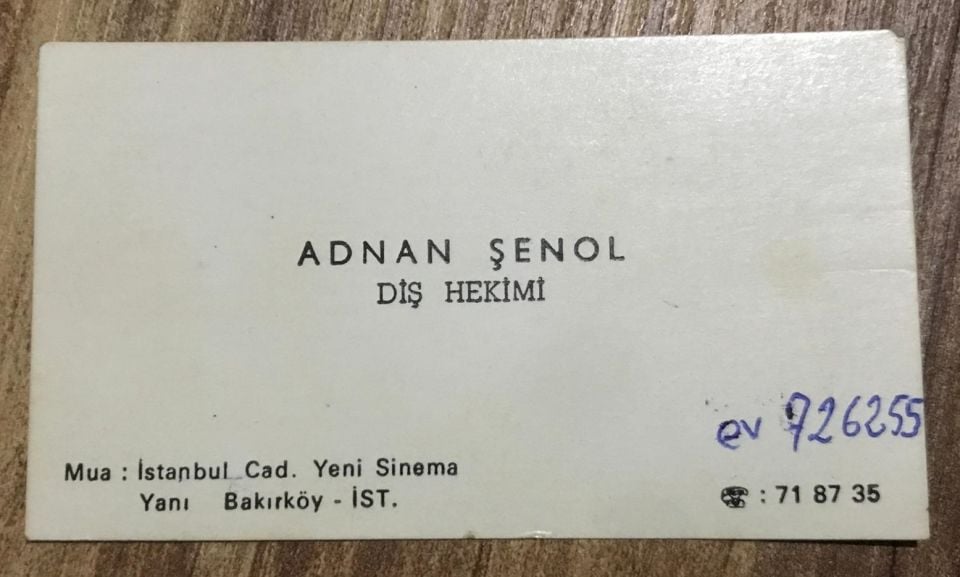 ADNAN ŞENOL
DİŞ HEKİMİ
ev 726255
Mua : İstanbul Cad. Yeni Sinema
Yanı Bakırköy - İST.
☎ : 71 87 35